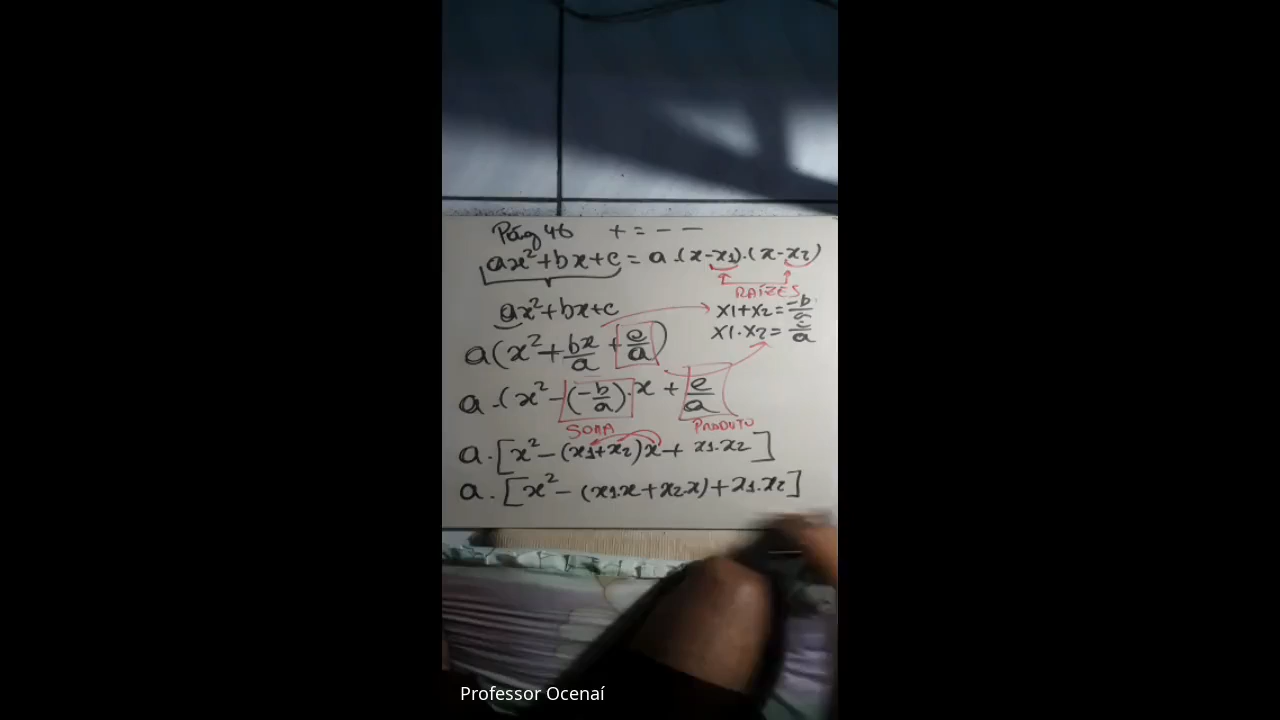 Pág 46 + = - -
ax²+bx+c = a.(x-x1).(x-x2)
RAÍZES
ax²+bx+c
x1+x2 = -b/a
x1.x2 = c/a
a(x²+bx/a+c/a)
a.(x²-(-b/a).x + c/a
SOMA PRODUTO
a.[x²-(x1+x2)x+ x1.x2]
a.[x²-(x1.x+x2.x)+x1.x2]
Professor Ocenaí